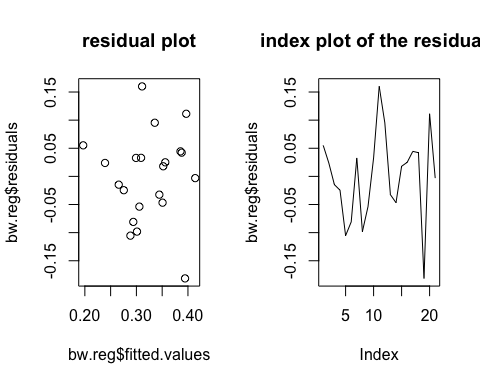 residual plot
bw.reg$residuals
0.15
0.05
-0.05
-0.15
0.20
0.30
0.40
bw.reg$fitted.values
index plot of the residua
bw.reg$residuals
0.15
0.05
-0.05
-0.15
5
10
20
Index